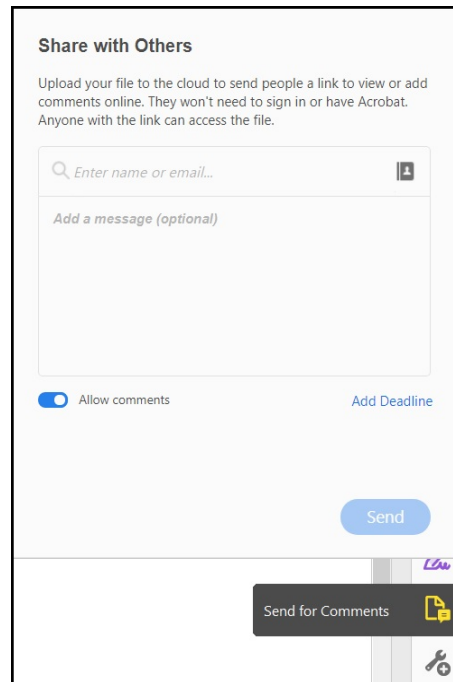 Share with Others
Upload your file to the cloud to send people a link to view or add
comments online. They won't need to sign in or have Acrobat.
Anyone with the link can access the file.
Enter name or email...
Add a message (optional)
Allow comments
Add Deadline
Send
Send for Comments